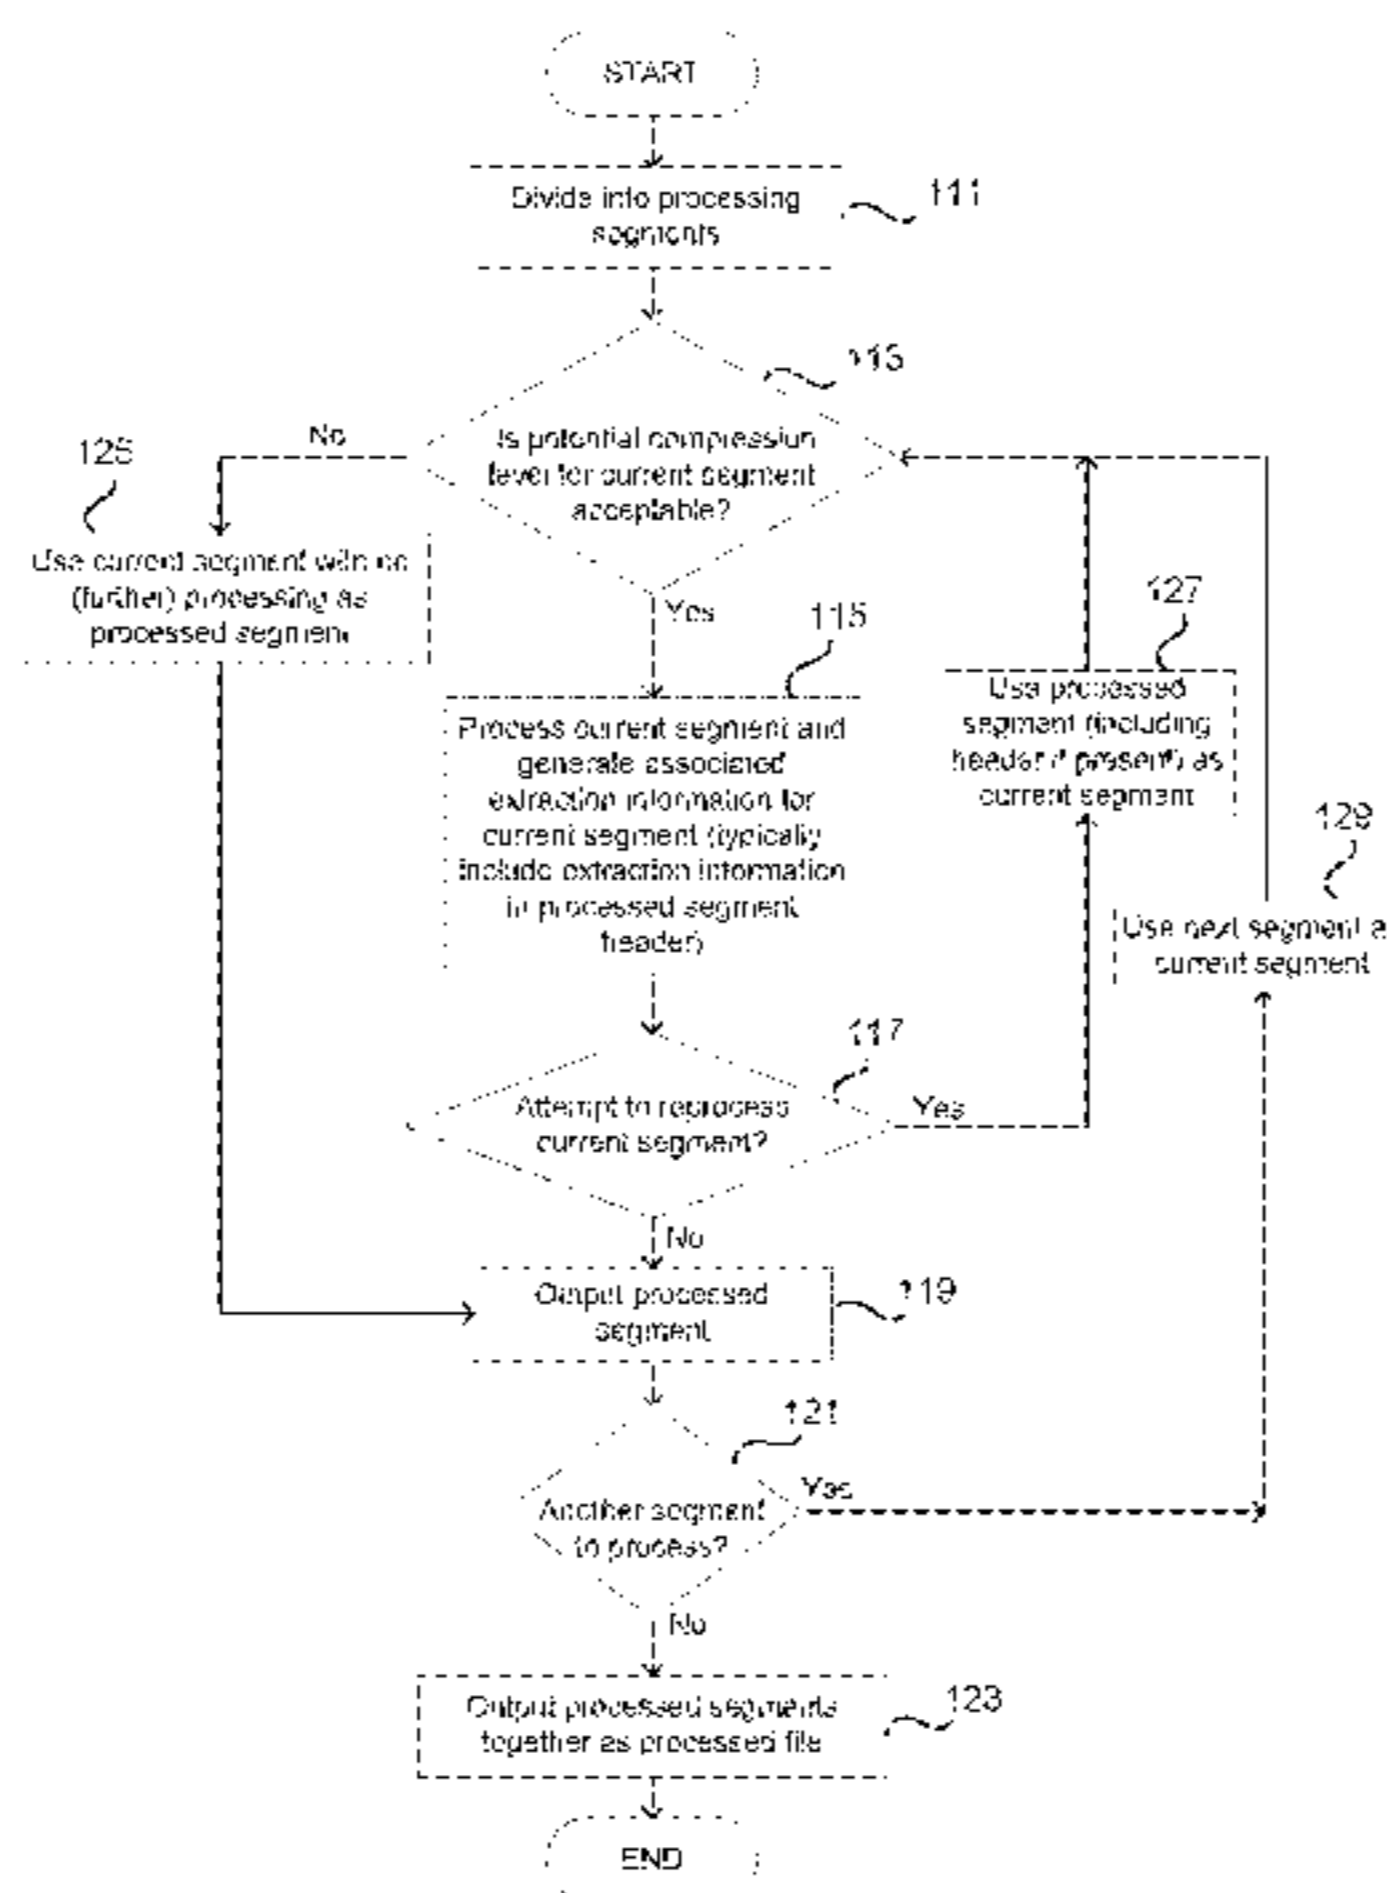 START
Divide into processing
segments
111
113
Is potential compression
level for current segment
acceptable?
No
125
Use current segment with no
(further) processing as
processed segment
Yes
115
Process current segment and
generate associated
extraction information for
current segment (typically
include extraction information
in processed segment
header)
127
Use processed
segment (including
header if present) as
current segment
129
Use next segment a
current segment
117
Attempt to reprocess
current segment?
Yes
No
Output processed
segment
119
121
Another segment
to process?
Yes
No
Output processed segments
together as processed file
123
END